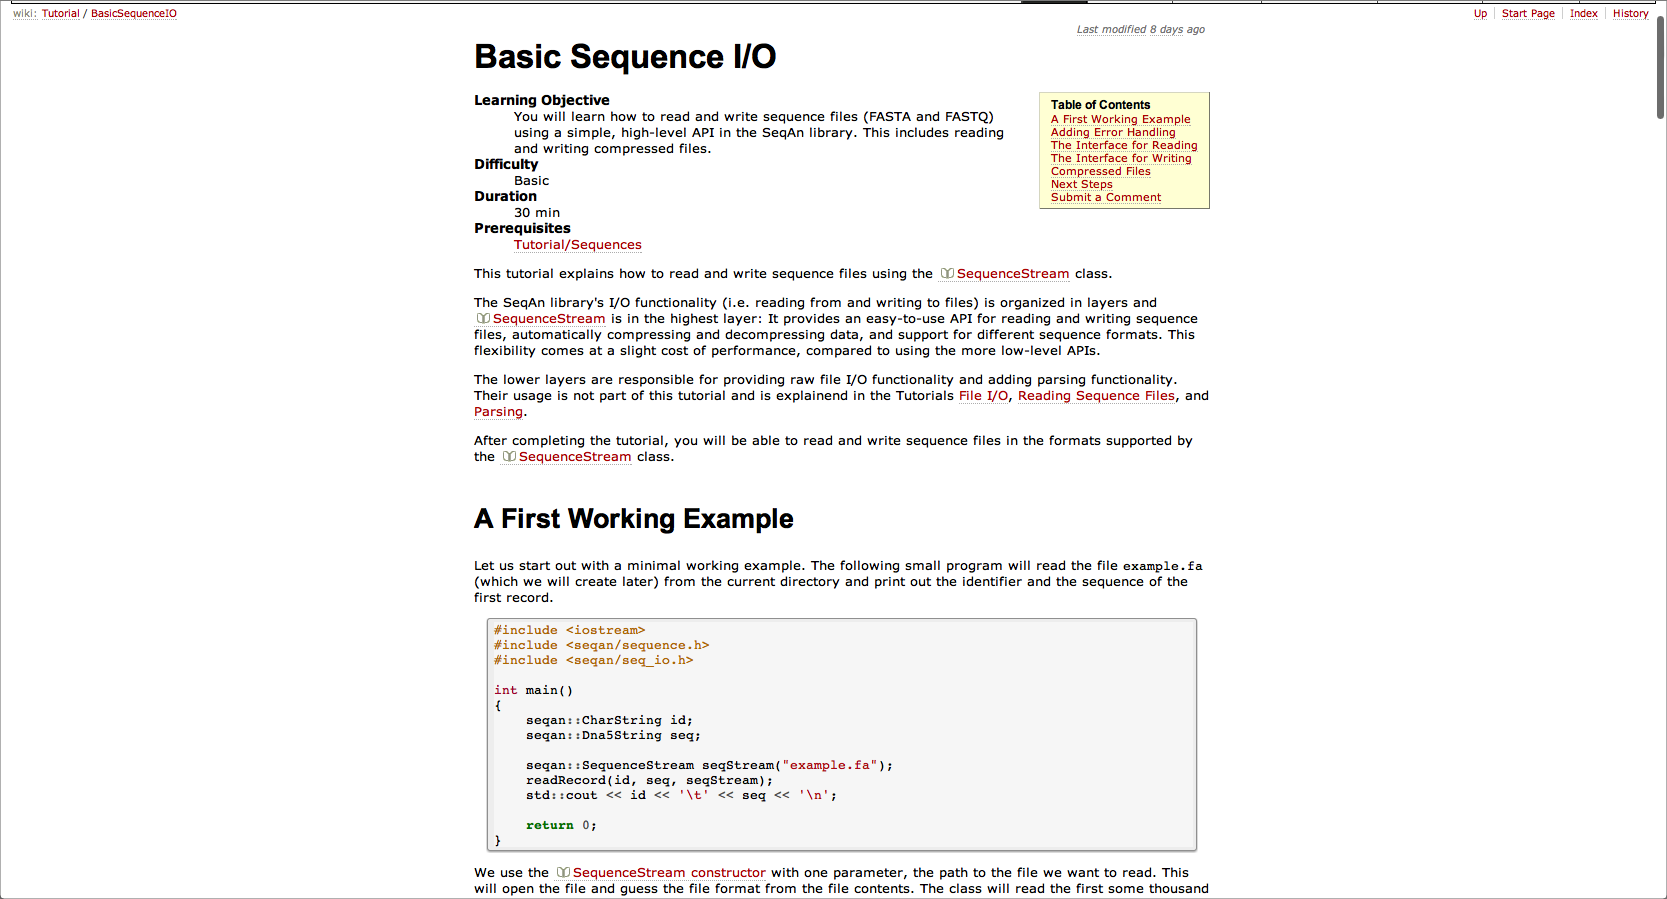 wiki: Tutorial / BasicSequenceIO
Up Start Page Index History
Last modified 8 days ago
Basic Sequence I/O
Learning Objective
You will learn how to read and write sequence files (FASTA and FASTQ)
using a simple, high-level API in the SeqAn library. This includes reading
and writing compressed files.
Difficulty
Basic
Duration
30 min
Prerequisites
Tutorial/Sequences
Table of Contents
A First Working Example
Adding Error Handling
The Interface for Reading
The Interface for Writing
Compressed Files
Next Steps
Submit a Comment
This tutorial explains how to read and write sequence files using the SequenceStream class.
The SeqAn library's I/O functionality (i.e. reading from and writing to files) is organized in layers and
SequenceStream is in the highest layer: It provides an easy-to-use API for reading and writing sequence
files, automatically compressing and decompressing data, and support for different sequence formats. This
flexibility comes at a slight cost of performance, compared to using the more low-level APIs.
The lower layers are responsible for providing raw file I/O functionality and adding parsing functionality.
Their usage is not part of this tutorial and is explainend in the Tutorials File I/O, Reading Sequence Files, and
Parsing.
After completing the tutorial, you will be able to read and write sequence files in the formats supported by
the SequenceStream class.
A First Working Example
Let us start out with a minimal working example. The following small program will read the file example.fa
(which we will create later) from the current directory and print out the identifier and the sequence of the
first record.
#include <iostream>
#include <seqan/sequence.h>
#include <seqan/seq_io.h>
int main()
{
    seqan::CharString id;
    seqan::Dna5String seq;
    seqan::SequenceStream seqStream("example.fa");
    readRecord(id, seq, seqStream);
    std::cout << id << '\t' << seq << '\n';
    return 0;
}
We use the SequenceStream constructor with one parameter, the path to the file we want to read. This
will open the file and guess the file format from the file contents. The class will read the first some thousand